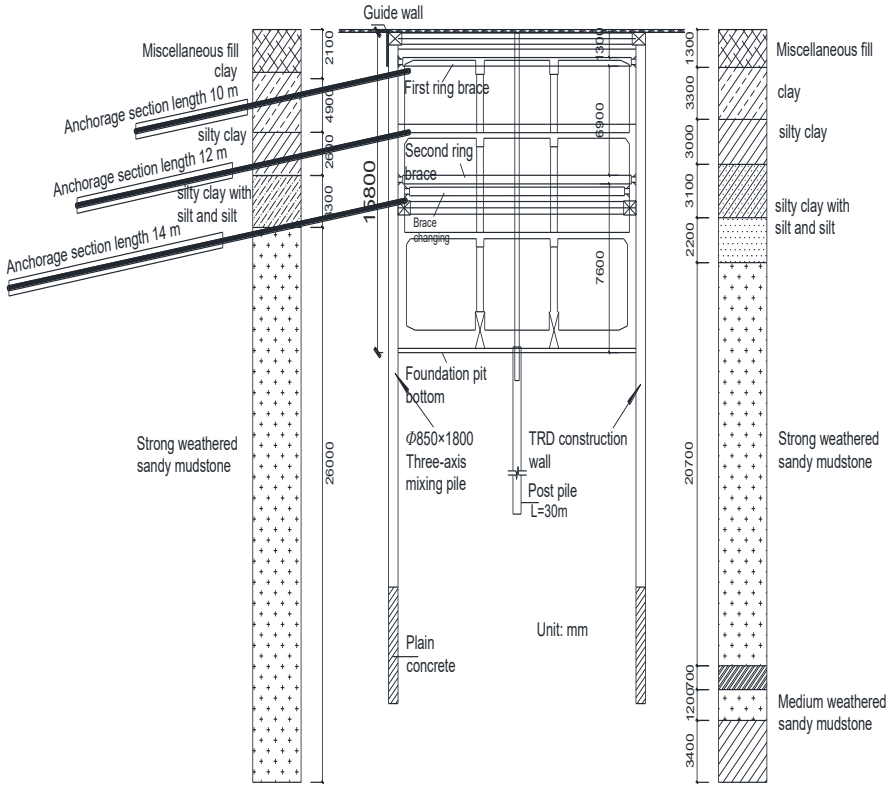 Guide wall
Miscellaneous fill
clay
Anchorage section length 10 m
silty clay
Anchorage section length 12 m
silty clay with
silt and silt
Anchorage section length 14 m
Strong weathered
sandy mudstone
2100
4900
2600
3300
26000
15800
1300
First ring brace
6900
Second ring
brace
Brace
changing
7600
Foundation pit
bottom
Φ850×1800
Three-axis
mixing pile
TRD construction
wall
Post pile
L=30m
Unit: mm
Plain
concrete
1300
3300
3000
3100
2200
20700
1200
700
3400
Miscellaneous fill
clay
silty clay
silty clay with
silt and silt
Strong weathered
sandy mudstone
Medium weathered
sandy mudstone